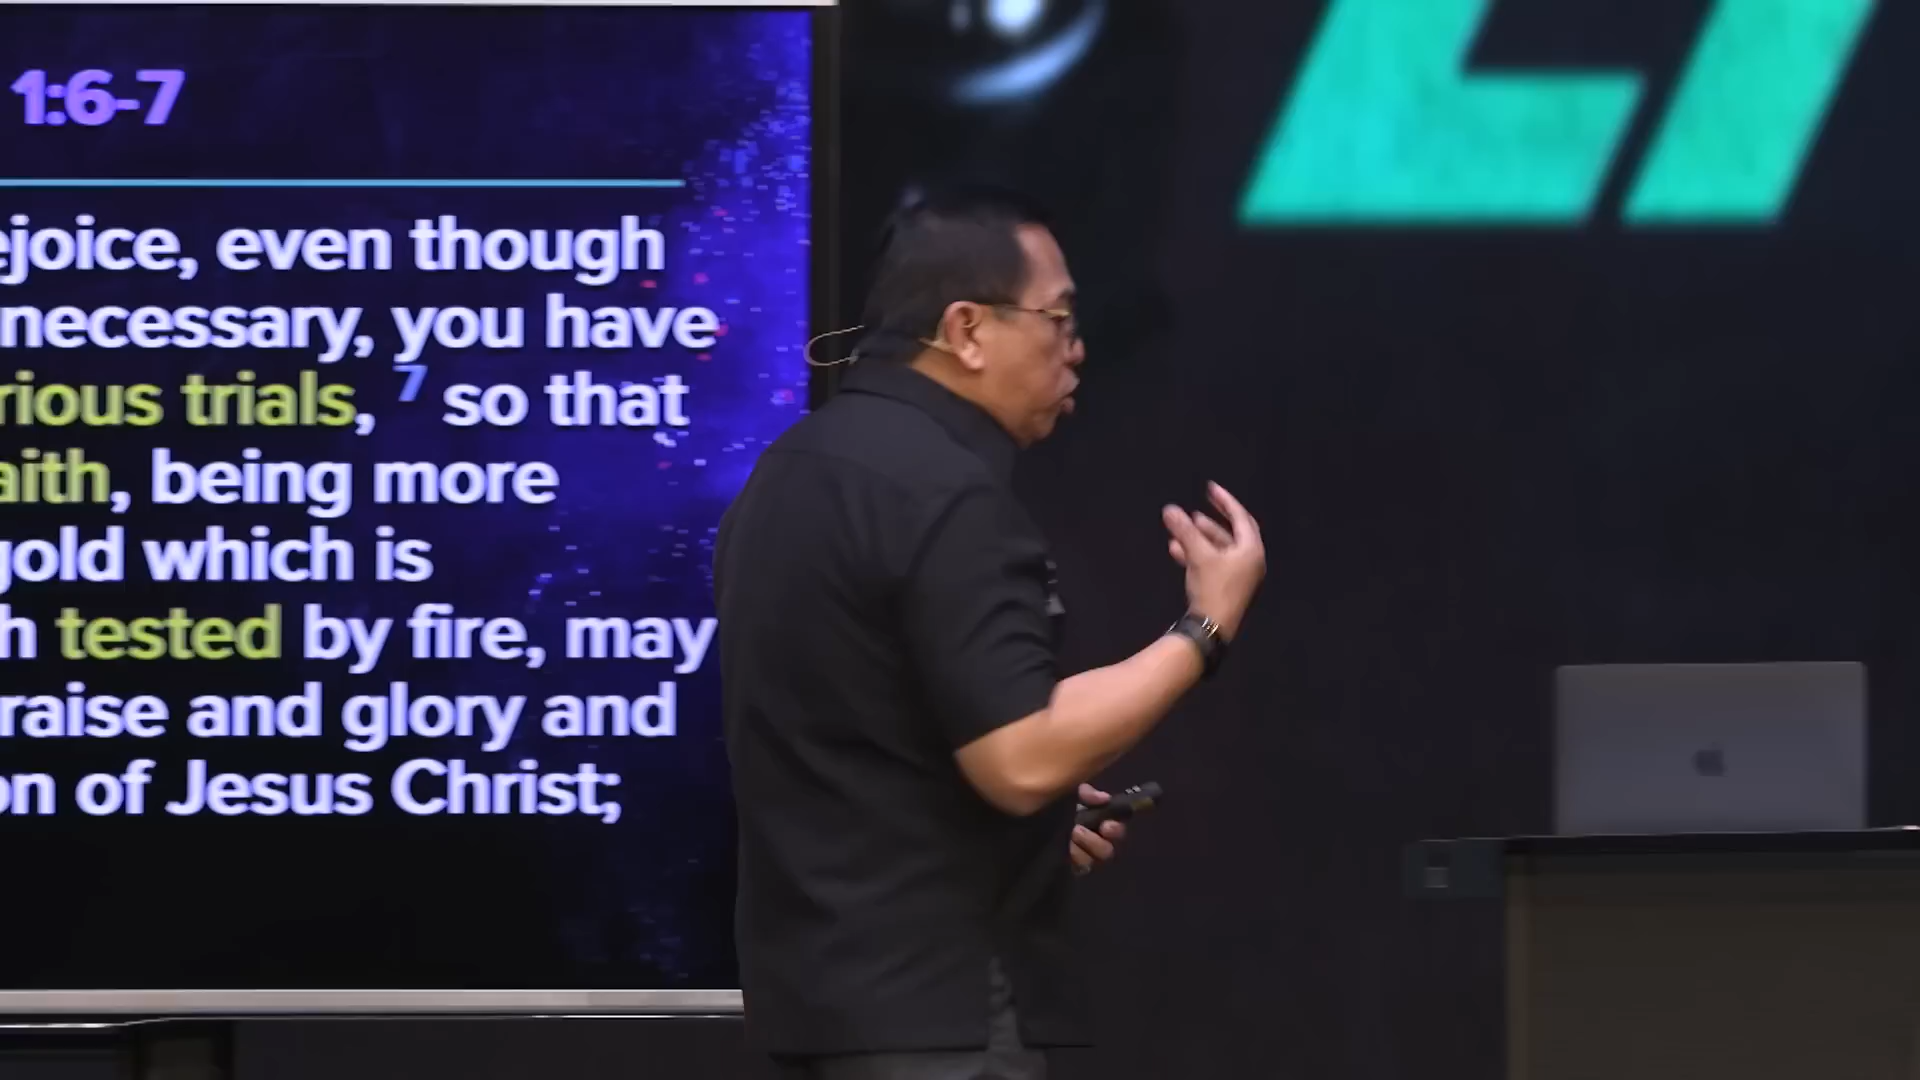 1:6-7
ejoice, even though
necessary, you have
rious trials, 7 so that
aith, being more
gold which is
h tested by fire, may
raise and glory and
on of Jesus Christ;